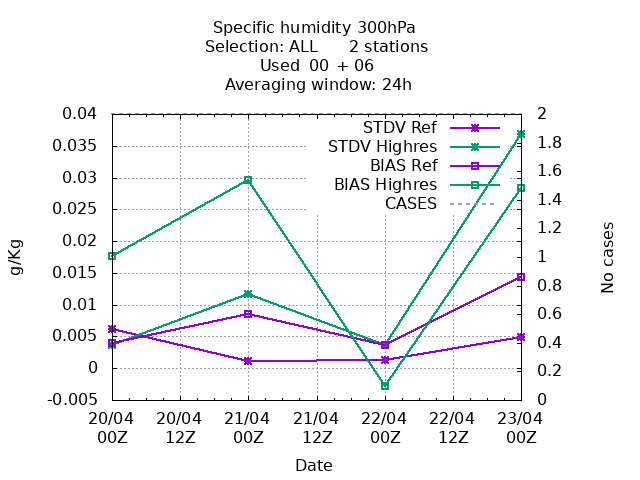 Specific humidity 300hPa
Selection: ALL 2 stations
Used 00 + 06
Averaging window: 24h
0.04
0.035
0.03
0.025
0.02
0.015
0.01
0.005
0
-0.005
g/Kg
2
1.8
1.6
1.4
1.2
1
0.8
0.6
0.4
0.2
0
No cases
STDV Ref
STDV Highres
BIAS Ref
BIAS Highres
CASES
20/04 20/04 21/04 21/04 22/04 22/04 23/04
00Z 12Z 00Z 12Z 00Z 12Z 00Z
Date